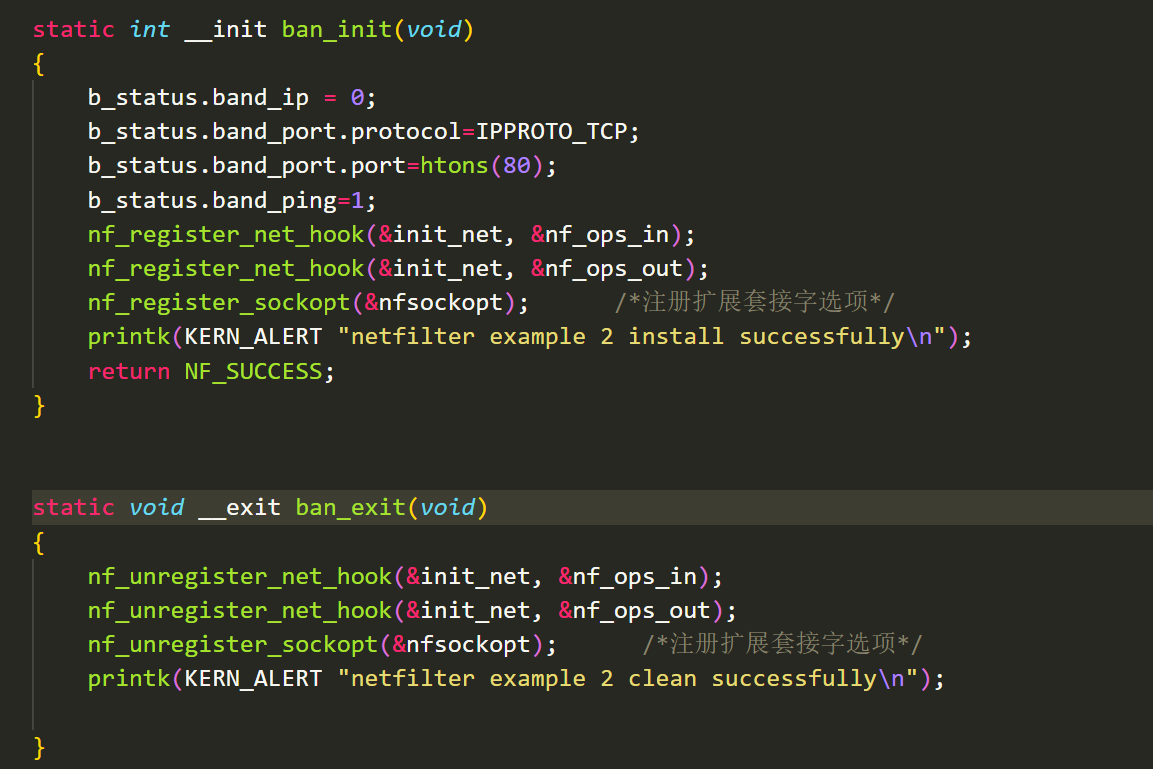 static int __init ban_init(void)
{
    b_status.band_ip = 0;
    b_status.band_port.protocol=IPPROTO_TCP;
    b_status.band_port.port=htons(80);
    b_status.band_ping=1;
    nf_register_net_hook(&init_net, &nf_ops_in);
    nf_register_net_hook(&init_net, &nf_ops_out);
    nf_register_sockopt(&nfsockopt);      /*注册扩展套接字选项*/
    printk(KERN_ALERT "netfilter example 2 install successfully\n");
    return NF_SUCCESS;
}
static void __exit ban_exit(void)
{
    nf_unregister_net_hook(&init_net, &nf_ops_in);
    nf_unregister_net_hook(&init_net, &nf_ops_out);
    nf_unregister_sockopt(&nfsockopt);      /*注册扩展套接字选项*/
    printk(KERN_ALERT "netfilter example 2 clean successfully\n");
}